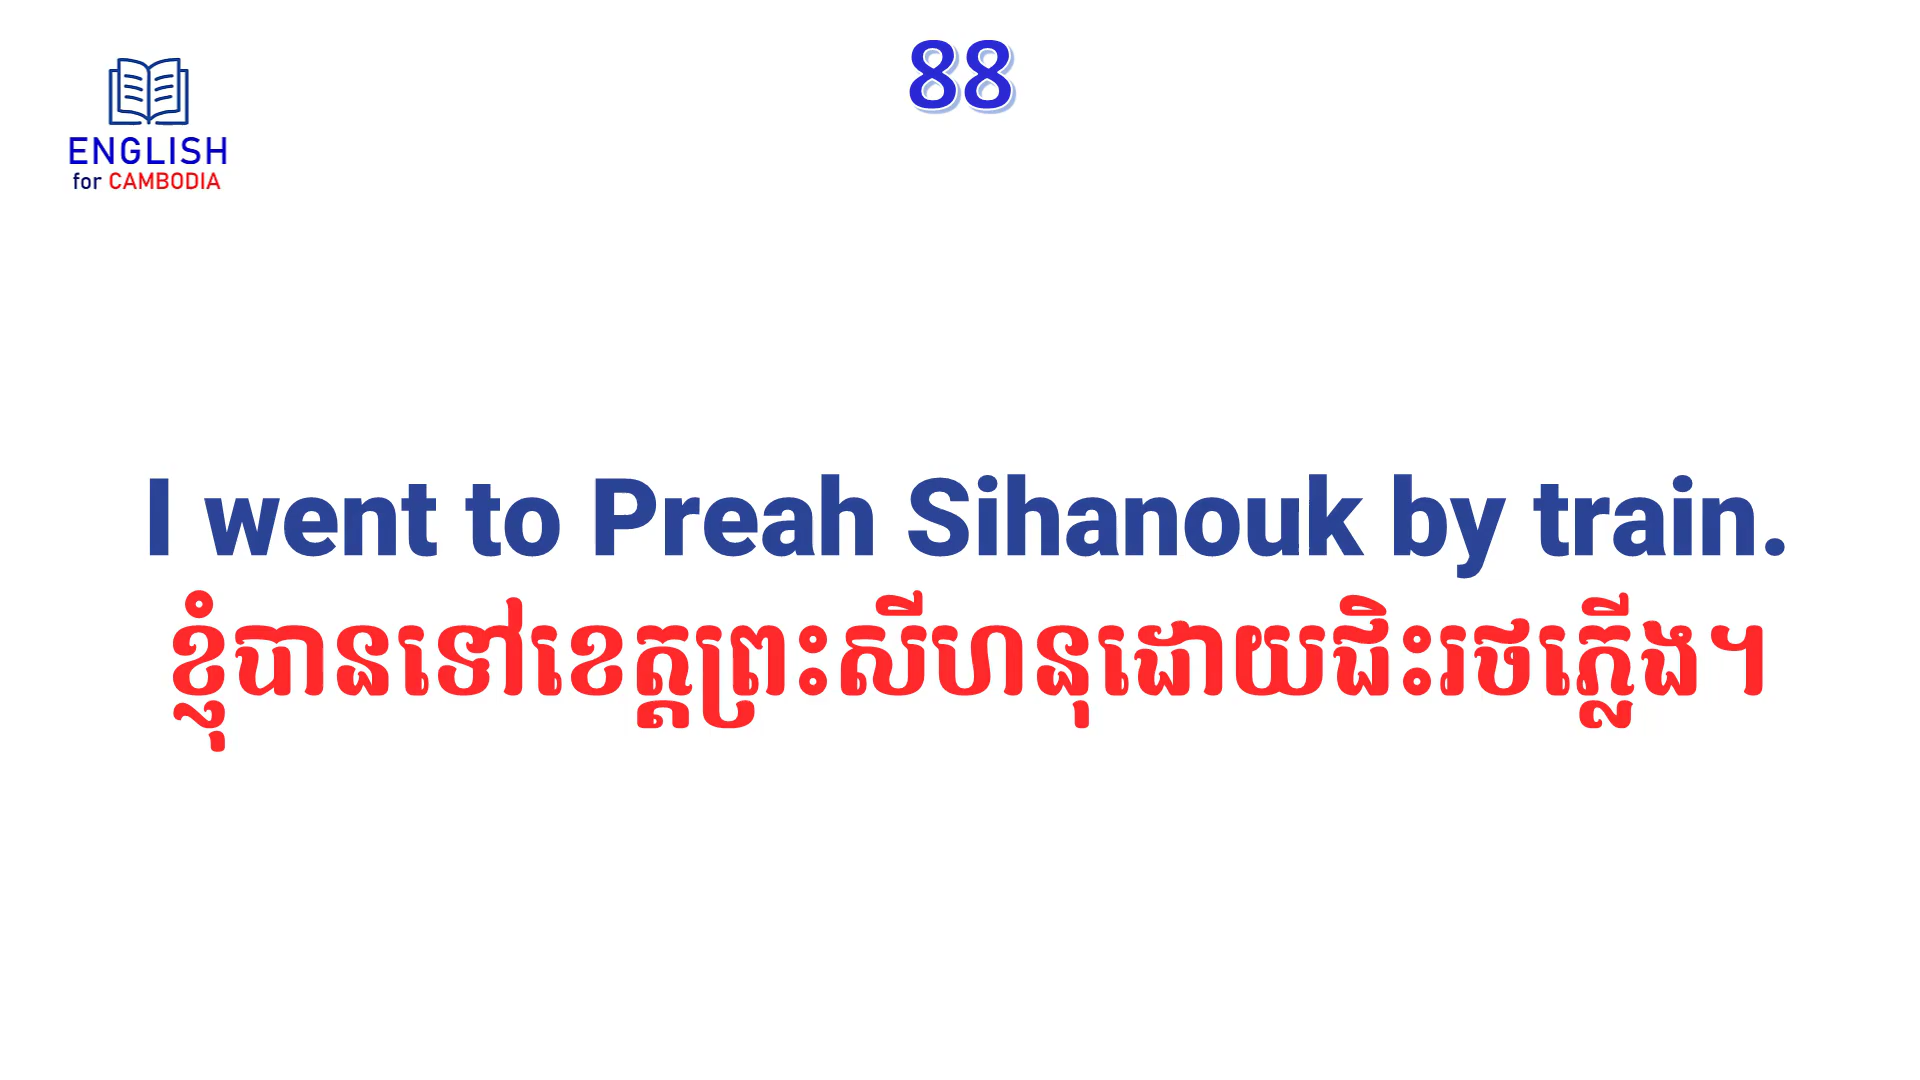 88
ENGLISH
for CAMBODIA
I went to Preah Sihanouk by train.
ខ្ញុំបានទៅខេត្តព្រះសីហនុដោយជិះរថភ្លើង។